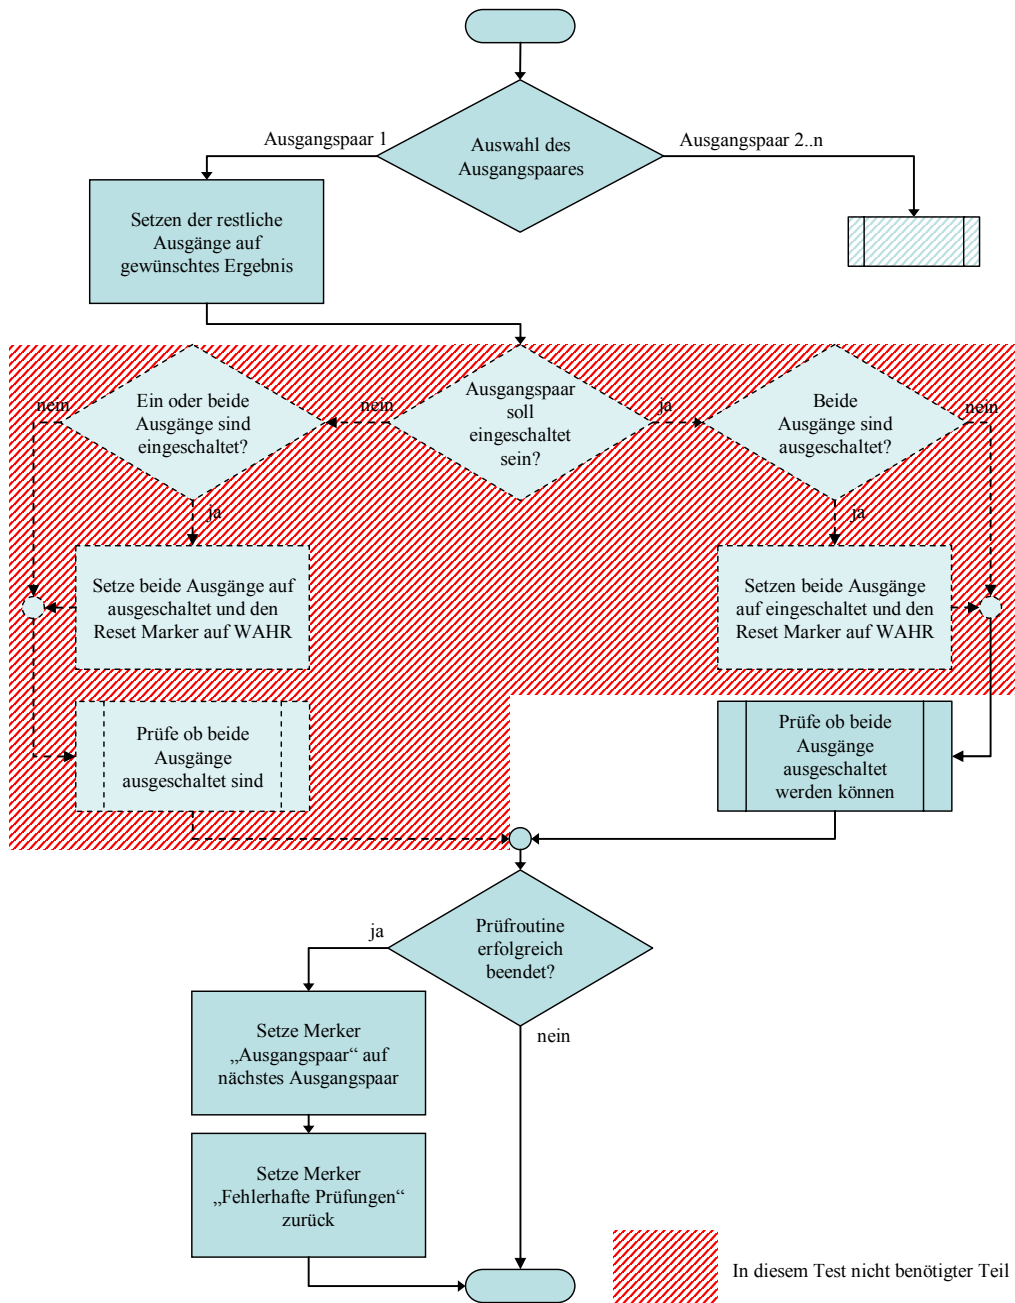 Auswahl des
Ausgangspaares
Ausgangspaar 1
Ausgangspaar 2..n
Setzen der restliche
Ausgänge auf
gewünschtes Ergebnis
Ein oder beide
Ausgänge sind
eingeschaltet?
nein
nein
Ausgangspaar
soll
eingeschaltet
sein?
ja
Beide
Ausgänge sind
ausgeschaltet?
nein
ja
ja
Setze beide Ausgänge auf
ausgeschaltet und den
Reset Marker auf WAHR
Setzen beide Ausgänge
auf eingeschaltet und den
Reset Marker auf WAHR
Prüfe ob beide
Ausgänge
ausgeschaltet sind
Prüfe ob beide
Ausgänge
ausgeschaltet
werden können
Prüfroutine
erfolgreich
beendet?
ja
nein
Setze Merker
„Ausgangspaar“ auf
nächstes Ausgangspaar
Setze Merker
„Fehlerhafte Prüfungen“
zurück
In diesem Test nicht benötigter Teil